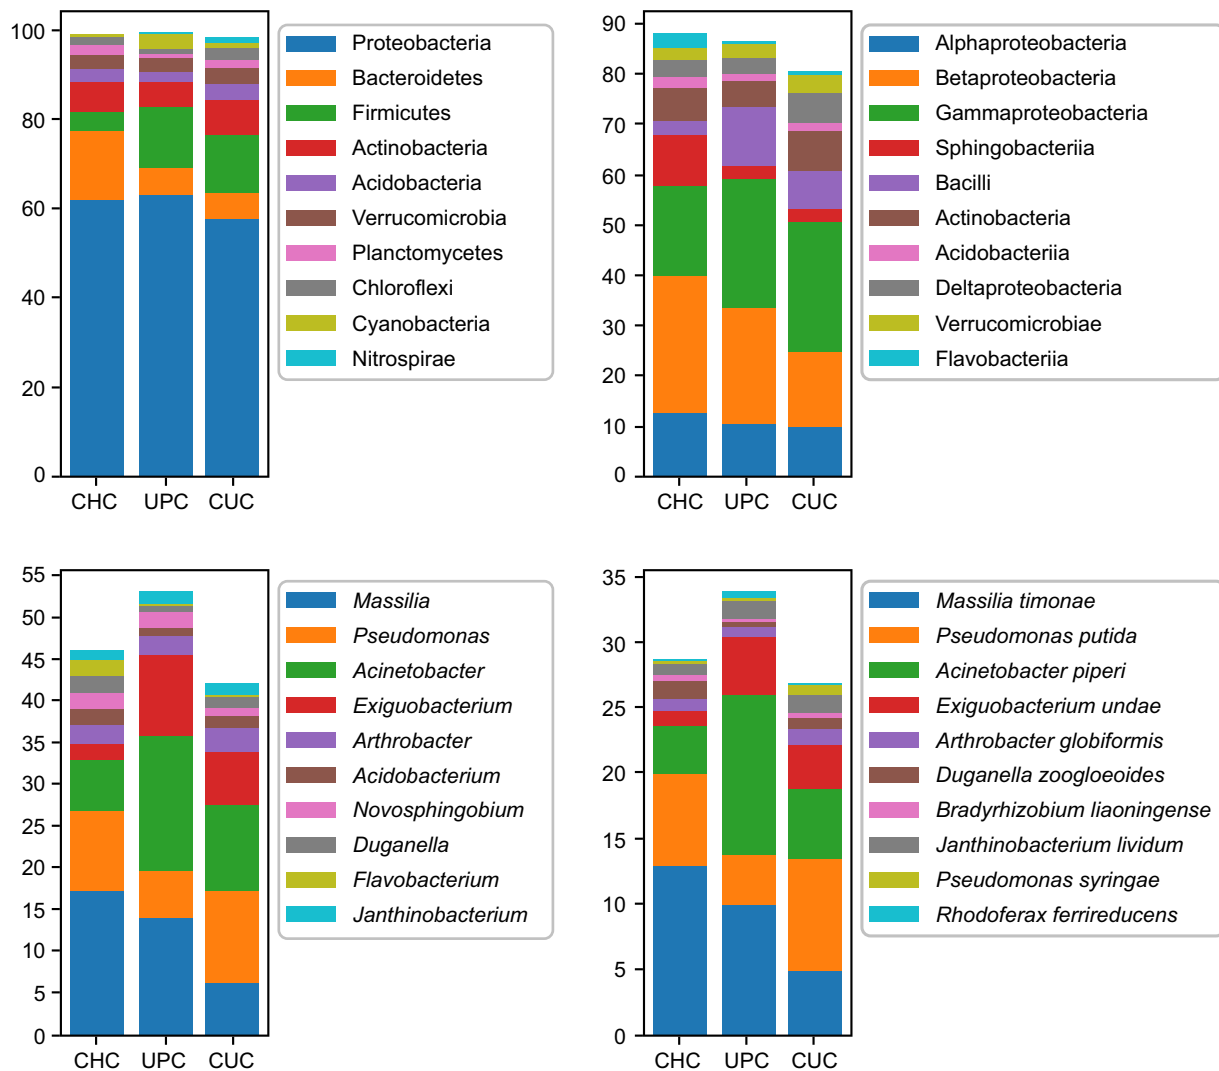 100
80
60
40
20
0
CHC UPC CUC
Proteobacteria
Bacteroidetes
Firmicutes
Actinobacteria
Acidobacteria
Verrucomicrobia
Planctomycetes
Chloroflexi
Cyanobacteria
Nitrospirae
90
80
70
60
50
40
30
20
10
0
CHC UPC CUC
Alphaproteobacteria
Betaproteobacteria
Gammaproteobacteria
Sphingobacteriia
Bacilli
Actinobacteria
Acidobacteriia
Deltaproteobacteria
Verrucomicrobiae
Flavobacteriia
55
50
45
40
35
30
25
20
15
10
5
0
CHC UPC CUC
Massilia
Pseudomonas
Acinetobacter
Exiguobacterium
Arthrobacter
Acidobacterium
Novosphingobium
Duganella
Flavobacterium
Janthinobacterium
35
30
25
20
15
10
5
0
CHC UPC CUC
Massilia timonae
Pseudomonas putida
Acinetobacter piperi
Exiguobacterium undae
Arthrobacter globiformis
Duganella zoogloeoides
Bradyrhizobium liaoningense
Janthinobacterium lividum
Pseudomonas syringae
Rhodoferax ferrireducens